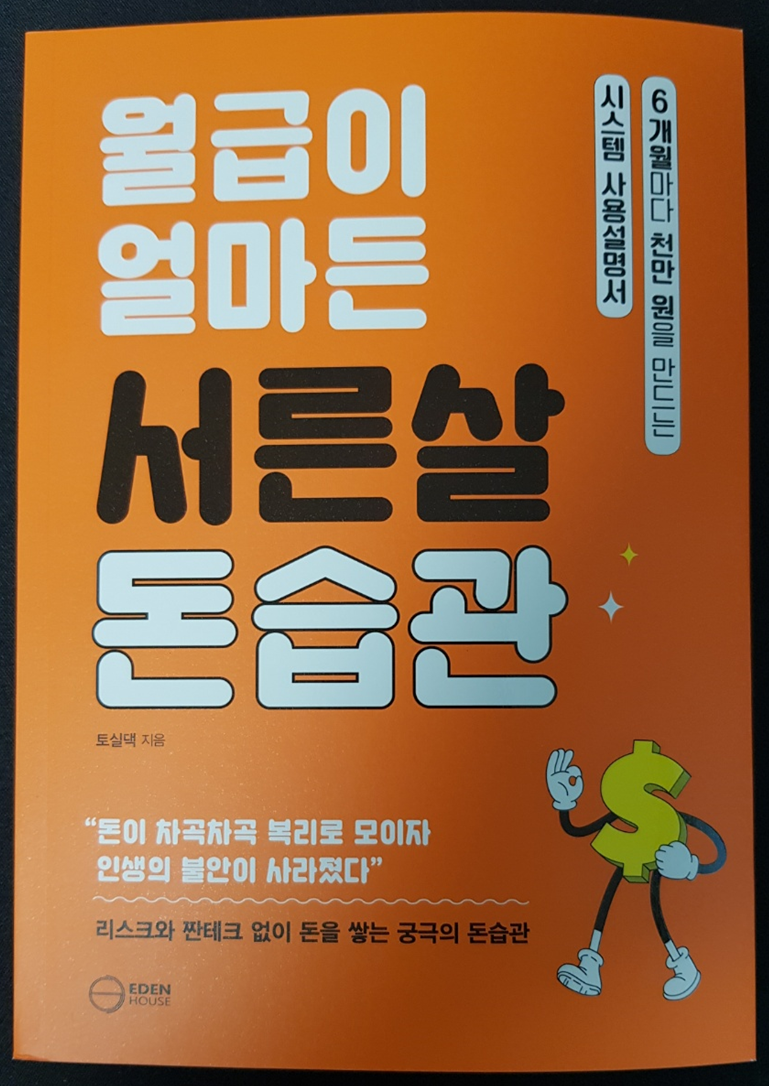 6개월마다 천만 원을 만드는
시스템 사용설명서
월급이
얼마든
서른살
돈습관
토실댁 지음
“돈이 차곡차곡 복리로 모이자
인생의 불안이 사라졌다”
리스크와 짠테크 없이 돈을 쌓는 궁극의 돈습관
EDEN
HOUSE